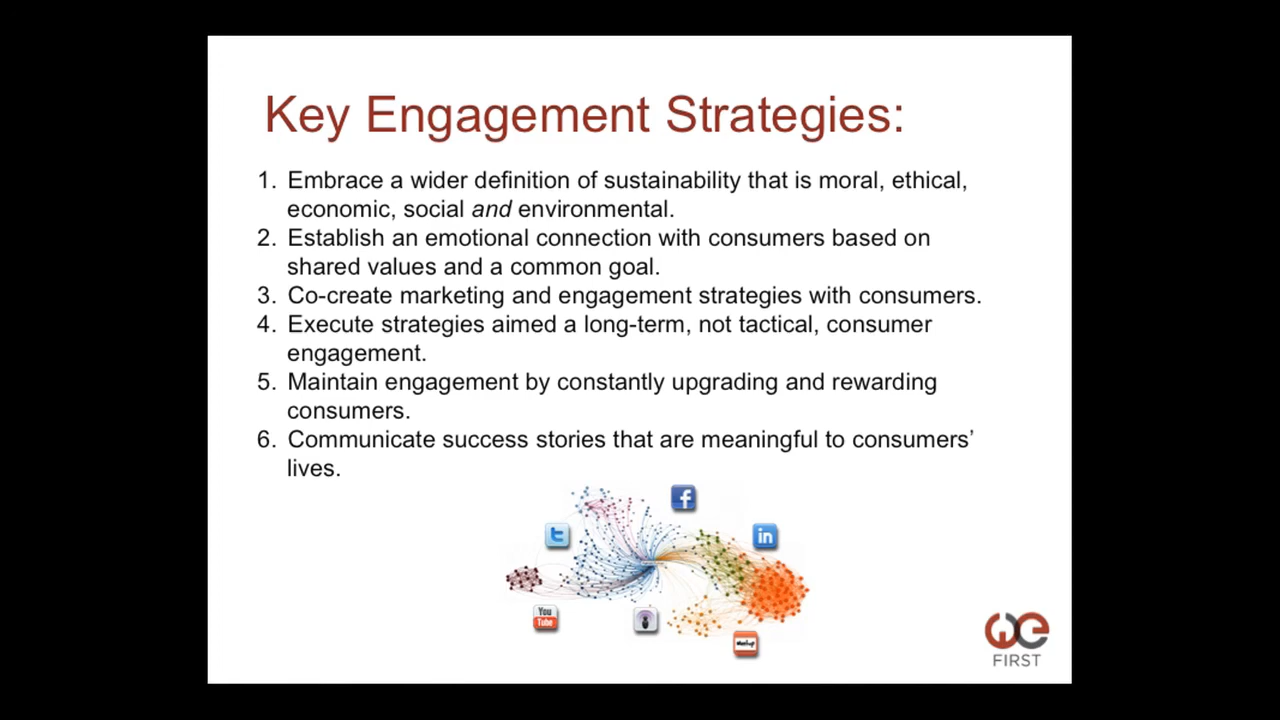 Key Engagement Strategies:
1. Embrace a wider definition of sustainability that is moral, ethical,
economic, social and environmental.
2. Establish an emotional connection with consumers based on
shared values and a common goal.
3. Co-create marketing and engagement strategies with consumers.
4. Execute strategies aimed a long-term, not tactical, consumer
engagement.
5. Maintain engagement by constantly upgrading and rewarding
consumers.
6. Communicate success stories that are meaningful to consumers’
lives.
f
t
in
You
Tube
we
FIRST